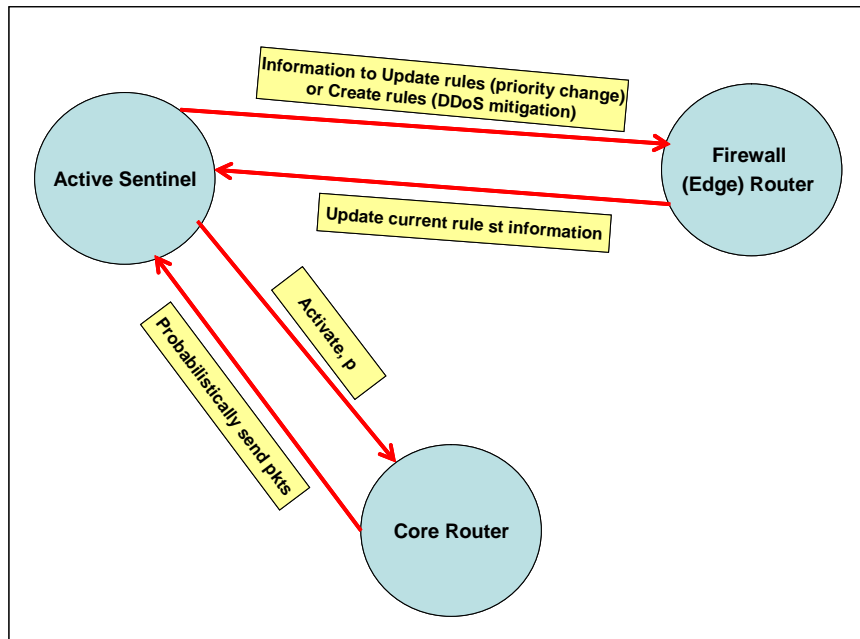 Information to Update rules (priority change)
or Create rules (DDoS mitigation)
Active Sentinel
Firewall
(Edge) Router
Update current rule st information
Activate, p
Probabilistically send pkts
Core Router